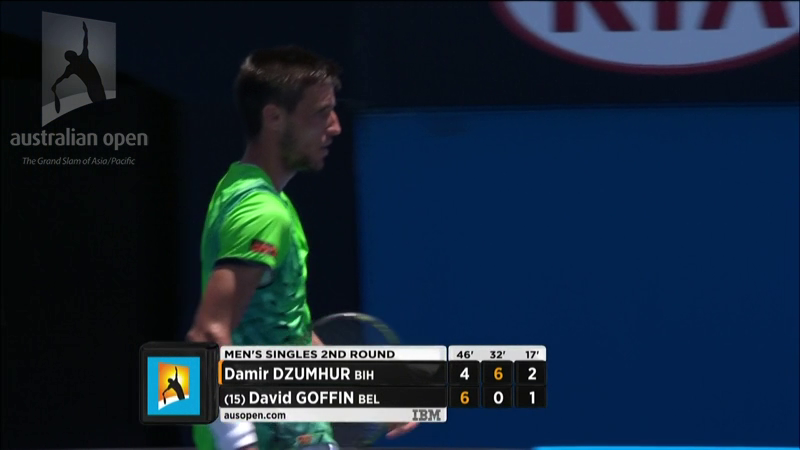 KIA
australian open
The Grand Slam of Asia/Pacific
MEN'S SINGLES 2ND ROUND 46' 32' 17'
Damir DZUMHUR BIH 4 6 2
(15) David GOFFIN BEL 6 0 1
ausopen.com IBM